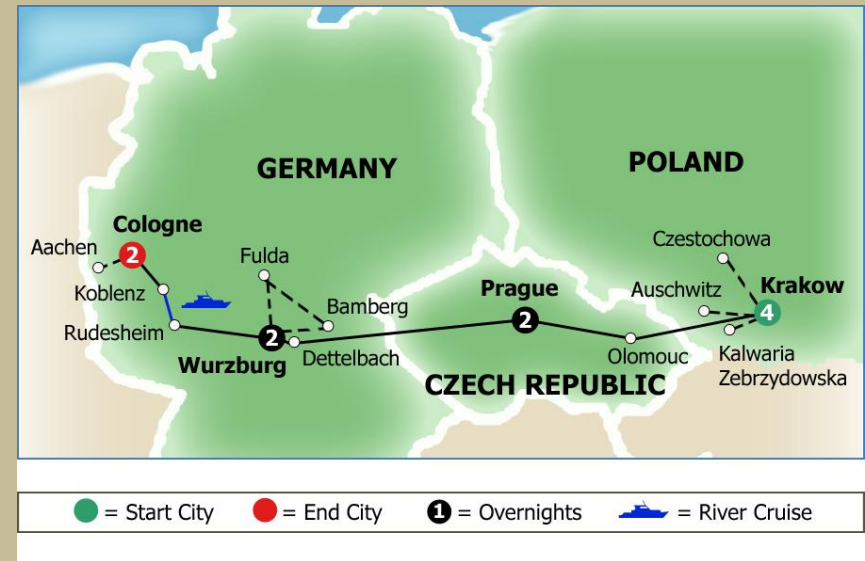 GERMANY
POLAND
Cologne
2
Aachen
Fulda
Czestochowa
Koblenz
Bamberg
Prague
Auschwitz
Krakow
Rudesheim
2
4
Wurzburg
2
Dettelbach
Olomouc
Kalwaria
Zebrzydowska
CZECH REPUBLIC
= Start City
= End City
1 = Overnights
= River Cruise